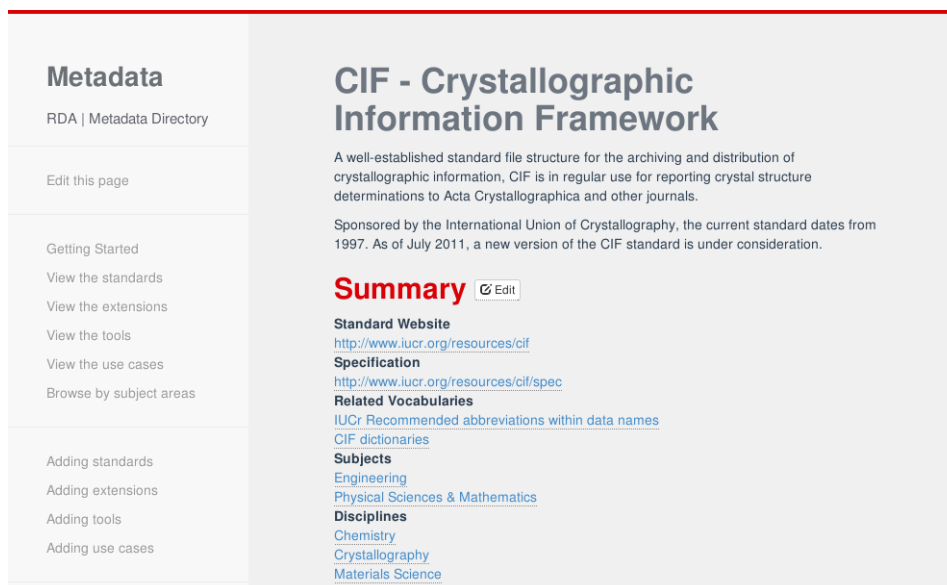 Metadata
RDA | Metadata Directory
Edit this page
Getting Started
View the standards
View the extensions
View the tools
View the use cases
Browse by subject areas
Adding standards
Adding extensions
Adding tools
Adding use cases
CIF - Crystallographic
Information Framework
A well-established standard file structure for the archiving and distribution of
crystallographic information, CIF is in regular use for reporting crystal structure
determinations to Acta Crystallographica and other journals.
Sponsored by the International Union of Crystallography, the current standard dates from
1997. As of July 2011, a new version of the CIF standard is under consideration.
Summary Edit
Standard Website
http://www.iucr.org/resources/cif
Specification
http://www.iucr.org/resources/cif/spec
Related Vocabularies
IUCr Recommended abbreviations within data names
CIF dictionaries
Subjects
Engineering
Physical Sciences & Mathematics
Disciplines
Chemistry
Crystallography
Materials Science